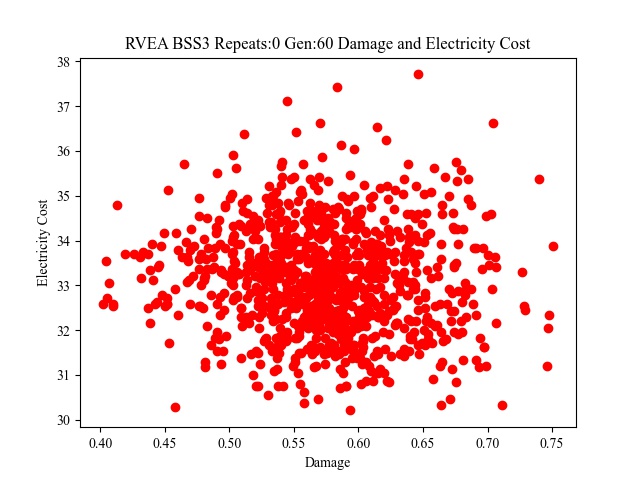 RVEA BSS3 Repeats:0 Gen:60 Damage and Electricity Cost
38
37
36
35
34
33
32
31
30
Electricity Cost
0.40 0.45 0.50 0.55 0.60 0.65 0.70 0.75
Damage